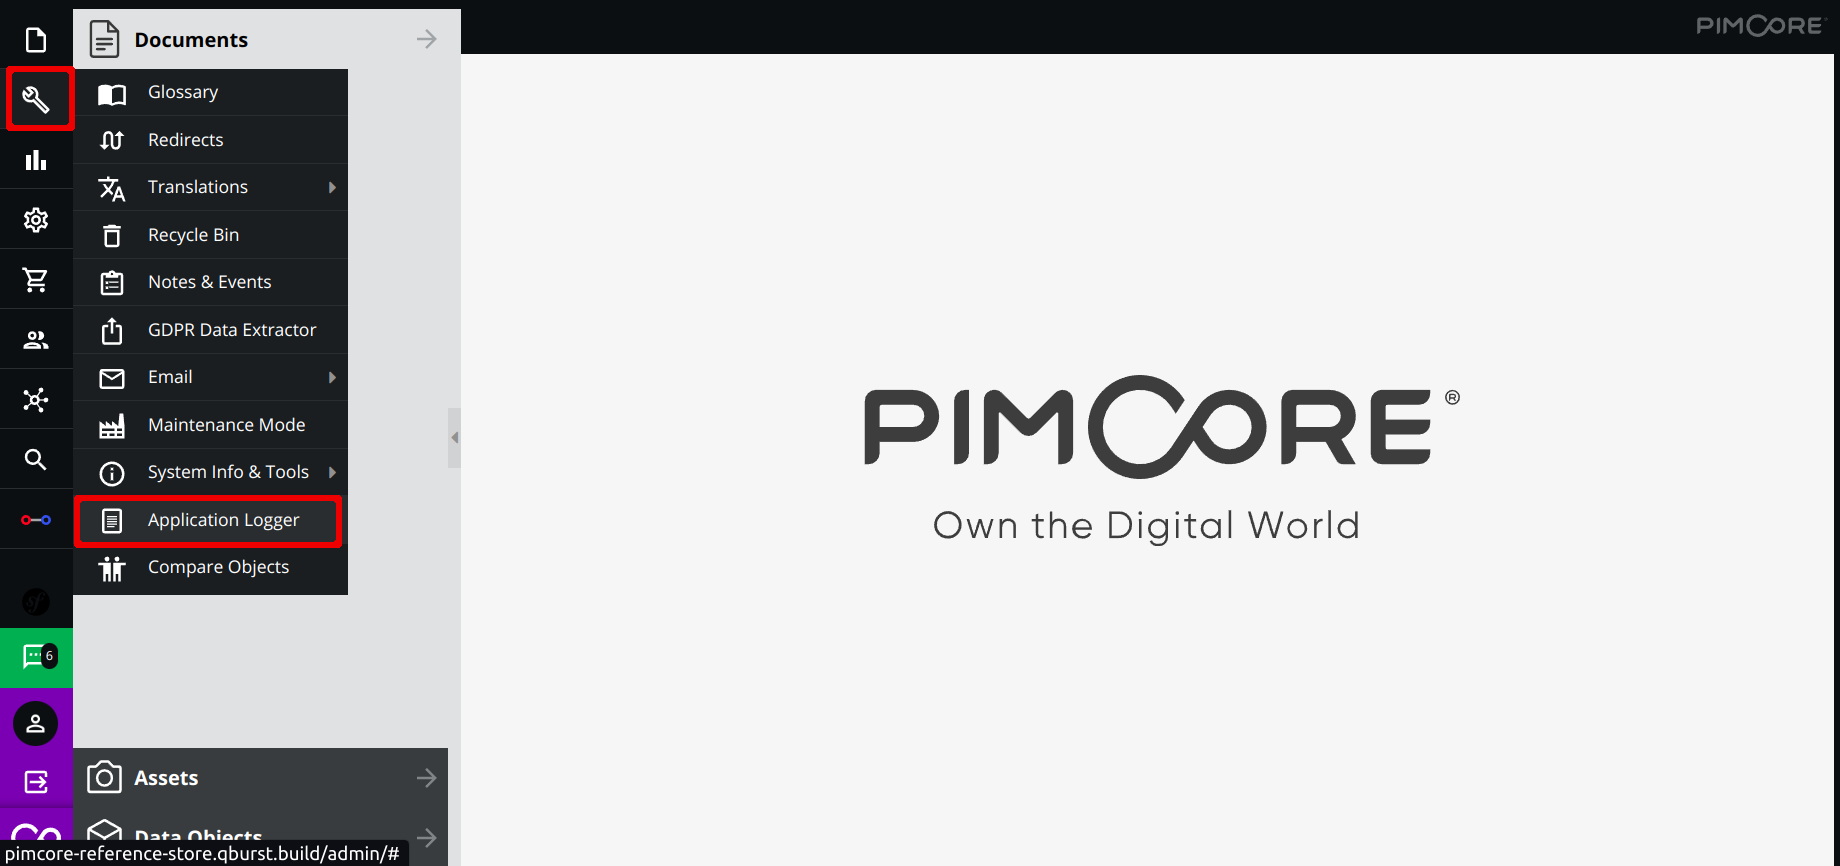 Documents
PIMCORE
Glossary
Redirects
Translations
Recycle Bin
Notes & Events
GDPR Data Extractor
Email
Maintenance Mode
System Info & Tools
Application Logger
Compare Objects
PIMCORE®
Own the Digital World
sf
6
Assets
Data Objects
pimcore-reference-store.qburst.build/admin/#